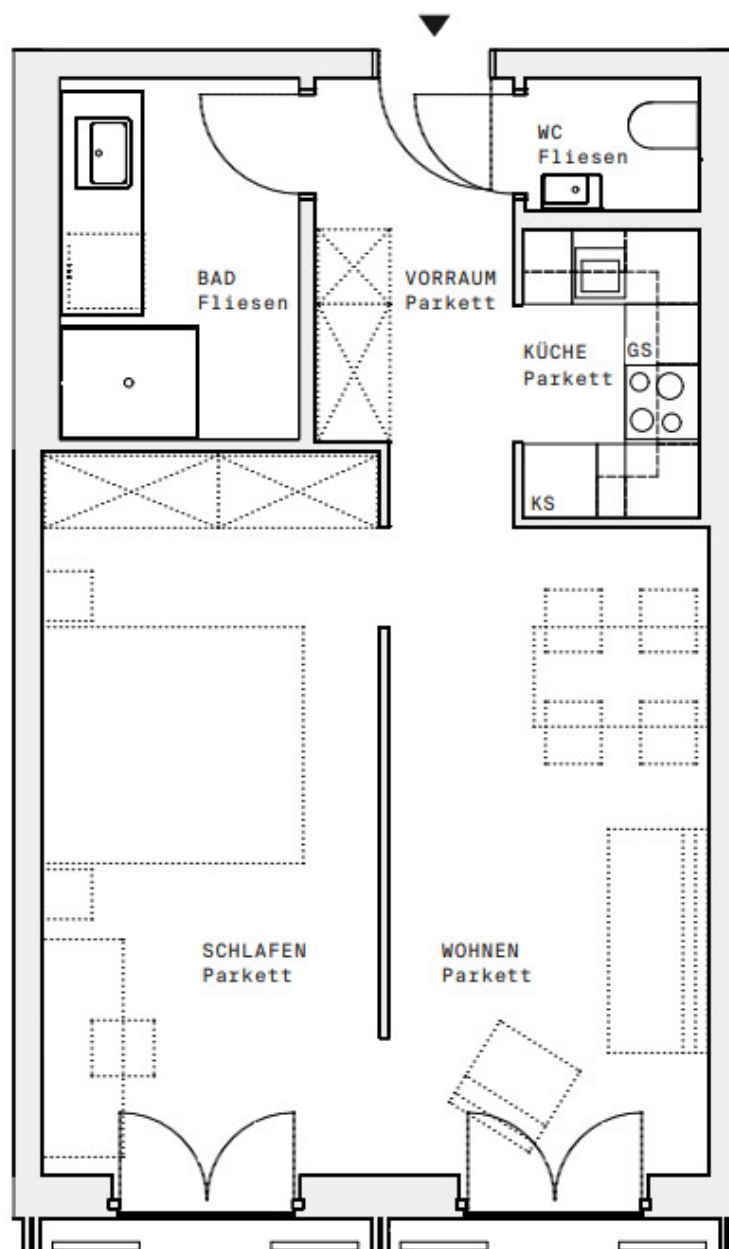 WC
Fliesen
BAD
Fliesen
VORRAUM
Parkett
KÜCHE
Parkett
GS
KS
SCHLAFEN
Parkett
WOHNEN
Parkett